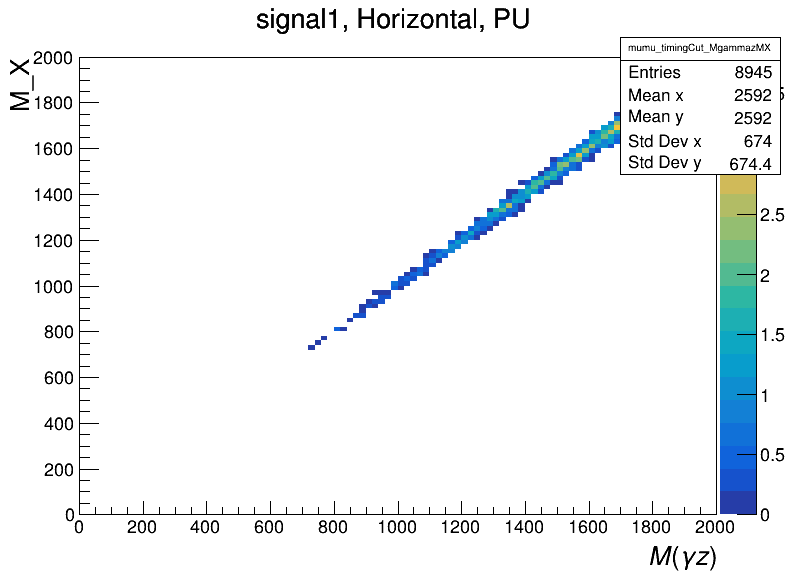 signal1, Horizontal, PU
mumu_timingCut_MgammazMX
Entries 8945
Mean x 2592
Mean y 2592
Std Dev x 674
Std Dev y 674.4
M_X
2000
1800
1600
1400
1200
1000
800
600
400
200
0
0 200 400 600 800 1000 1200 1400 1600 1800 2000
M(γz)
5
2.5
2
1.5
1
0.5
0